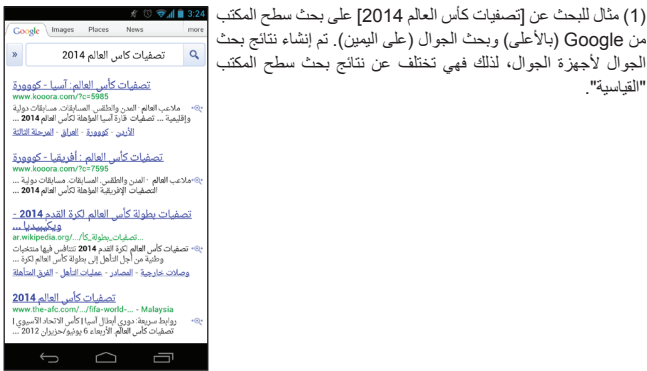 (1) مثال للبحث عن [تصفيات كأس العالم 2014] على بحث سطح المكتب
من Google (بالأعلى) وبحث الجوال (على اليمين). تم إنشاء نتائج بحث
الجوال لأجهزة الجوال، لذلك فهي تختلف عن نتائج بحث سطح المكتب
"القياسية".
3:24
Google Images Places News more
تصفيات كأس العالم 2014
تصفيات كأس العالم: آسيا - كووورة
www.kooora.com/?c=5985
ملاعب العالم · المدن والطقس. المسابقات. مسابقات دولية
وإقليمية ... تصفيات قارة آسيا المؤهلة لكأس العالم 2014 ...
الأردن - كووورة - العراق - المرحلة الثالثة
تصفيات كأس العالم : أفريقيا - كووورة
www.kooora.com/?c=7595
ملاعب العالم · المدن والطقس. المسابقات. مسابقات دولية ...
التصفيات الإفريقية المؤهلة لكأس العالم 2014 ...
تصفيات بطولة كأس العالم لكرة القدم 2014 -
ويكيبيديا ...
ar.wikipedia.org/.../تصفيات_بطولة_كأ...
تصفيات كأس العالم لكرة القدم 2014 تتنافس فيها منتخبات
وطنية من أجل التأهل إلى بطولة كأس العالم لكرة ...
وصلات خارجية - المصادر - عمليات التأهل - الفرق المتأهلة
تصفيات كأس العالم 2014
www.the-afc.com/.../fifa-world-... - Malaysia
روابط سريعة: دوري أبطال آسيا | كأس الاتحاد الآسيوي |
تصفيات كأس العالم. الأربعاء 6 يونيو/حزيران 2012 ...